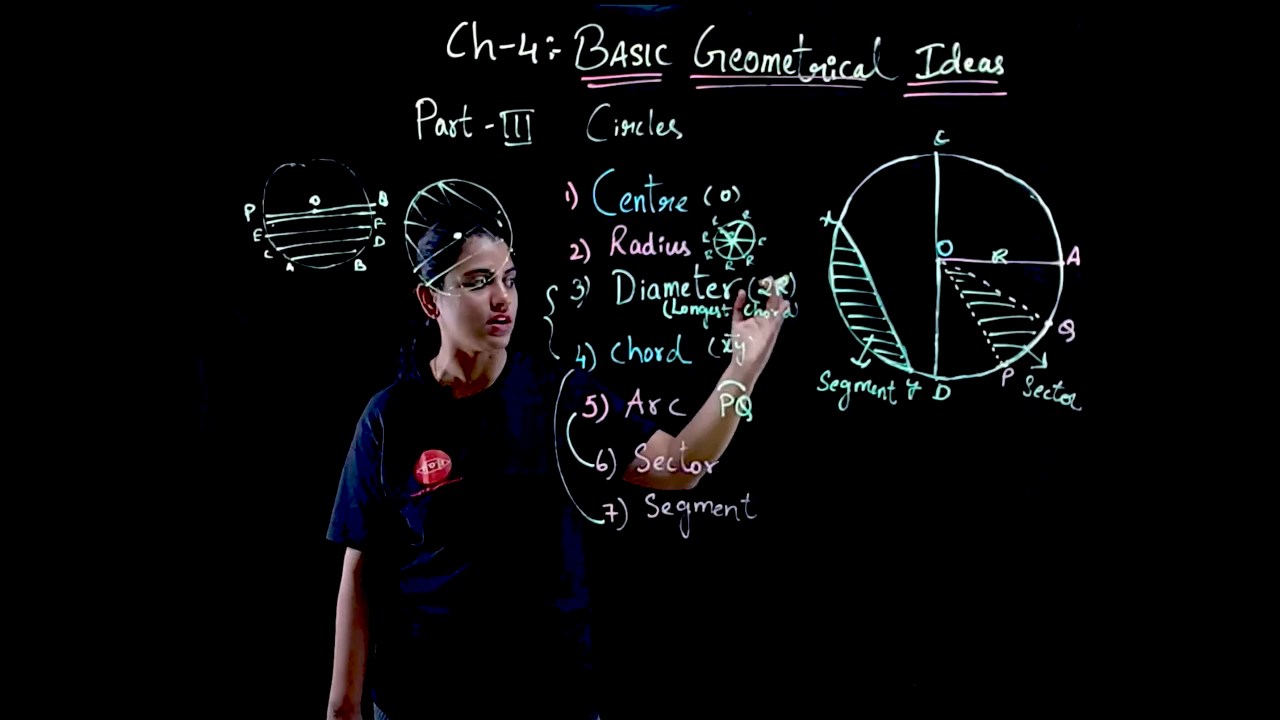 Ch-4:- BASIC Geometrical Ideas
Part - III Circles
P O B
E F
C D
A B
1) Centre (O)
2) Radius
R R R R R R
3) Diameter (2R)
(Longest chord)
4) Chord (xy)
5) Arc PQ
6) Sector
7) Segment
C
X
O R A
Q
P
Segment y D Sector